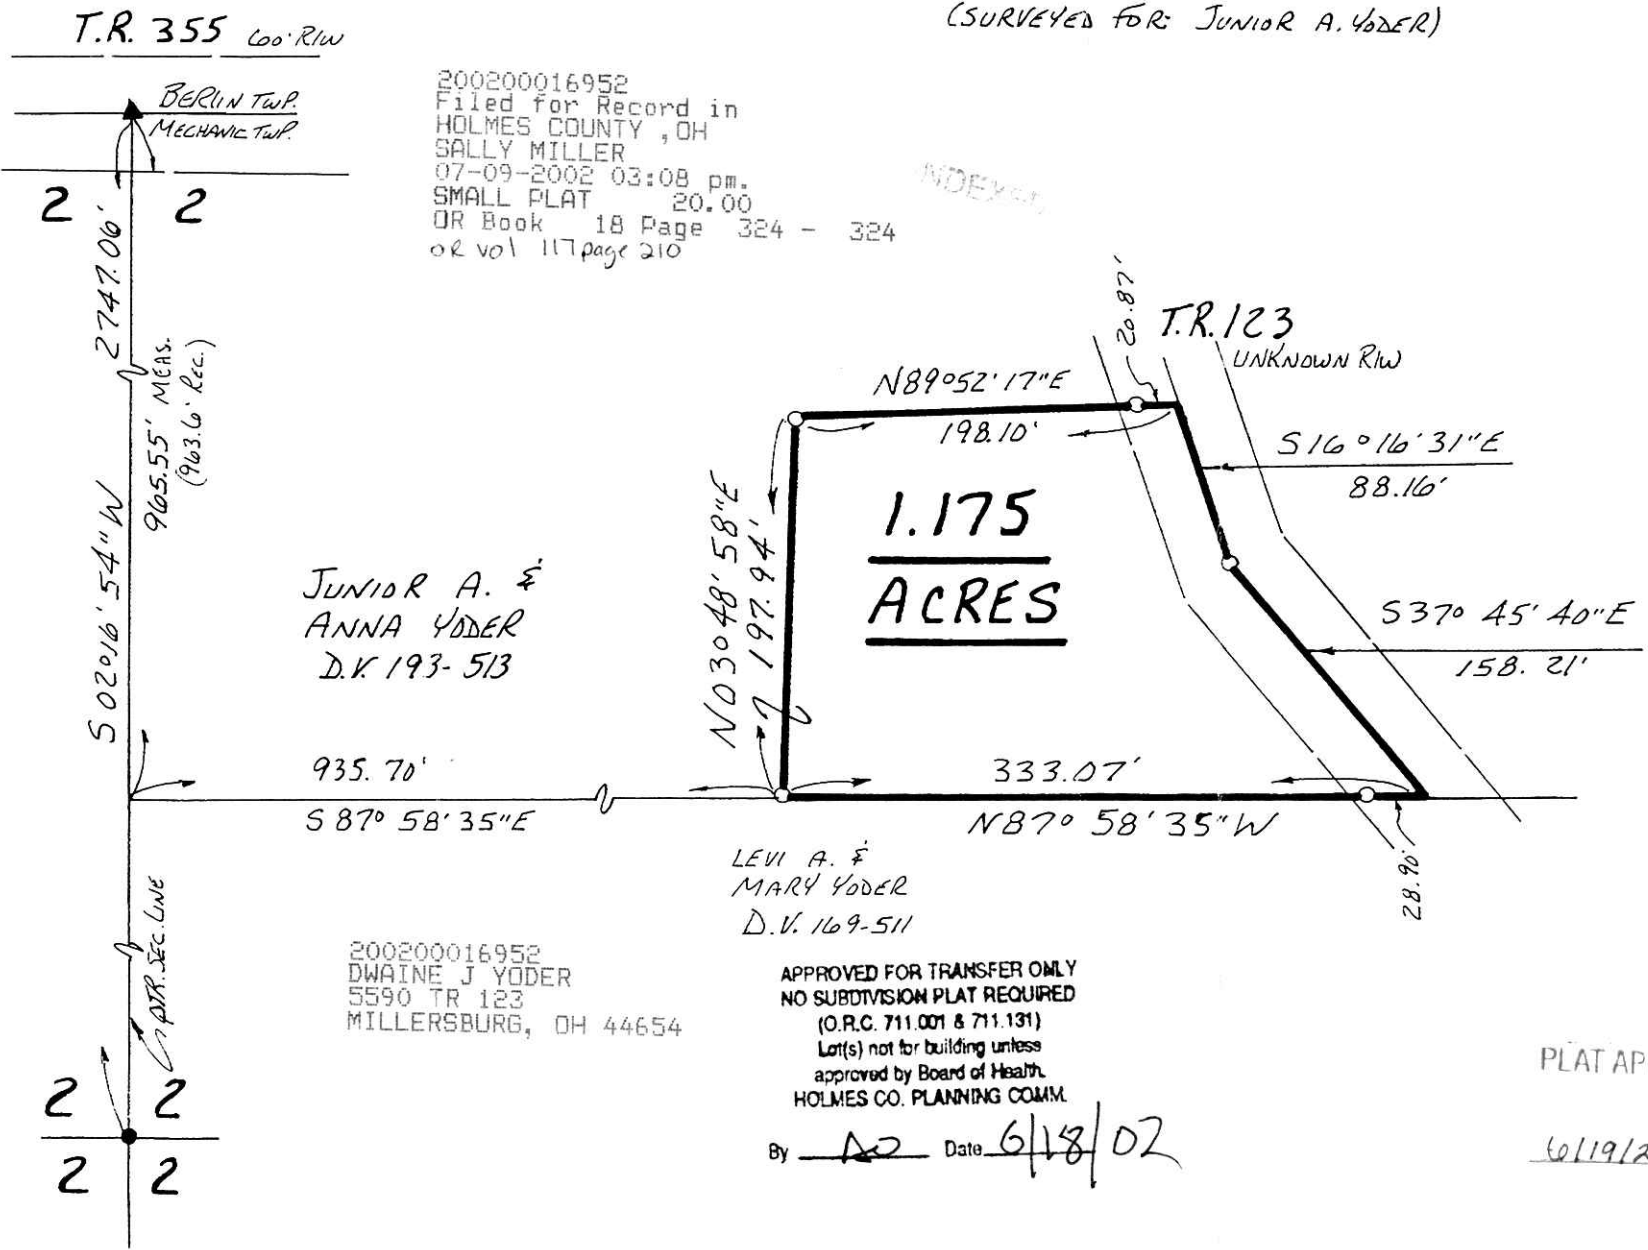 (SURVEYED FOR: JUNIOR A. YODER)
T.R. 355 60' R/W
BERLIN TWP.
MECHANIC TWP.
2 2
200200016952
Filed for Record in
HOLMES COUNTY ,OH
SALLY MILLER
07-09-2002 03:08 pm.
SMALL PLAT 20.00
OR Book 18 Page 324 - 324
OR vol 117 page 210
S 02°16'54" W 2747.06'
965.55' MEAS.
(963.6' REC.)
20.87'
T.R. 123
UNKNOWN R/W
N89°52'17"E
198.10'
S16°16'31"E
88.16'
1.175
ACRES
N03°48'58"E
197.94'
JUNIOR A. &
ANNA YODER
D.V. 193-513
S37° 45' 40"E
158.21'
935.70'
S 87° 58' 35"E
333.07'
N87° 58' 35"W
28.90'
LEVI A. &
MARY YODER
D.V. 169-511
QTR. SEC. LINE
200200016952
DWAINE J YODER
5590 TR 123
MILLERSBURG, OH 44654
APPROVED FOR TRANSFER ONLY
NO SUBDIVISION PLAT REQUIRED
(O.R.C. 711.001 & 711.131)
Lot(s) not for building unless
approved by Board of Health.
HOLMES CO. PLANNING COMM.
By Date 6/18/02
2 2
2 2
PLAT AP
6/19/2